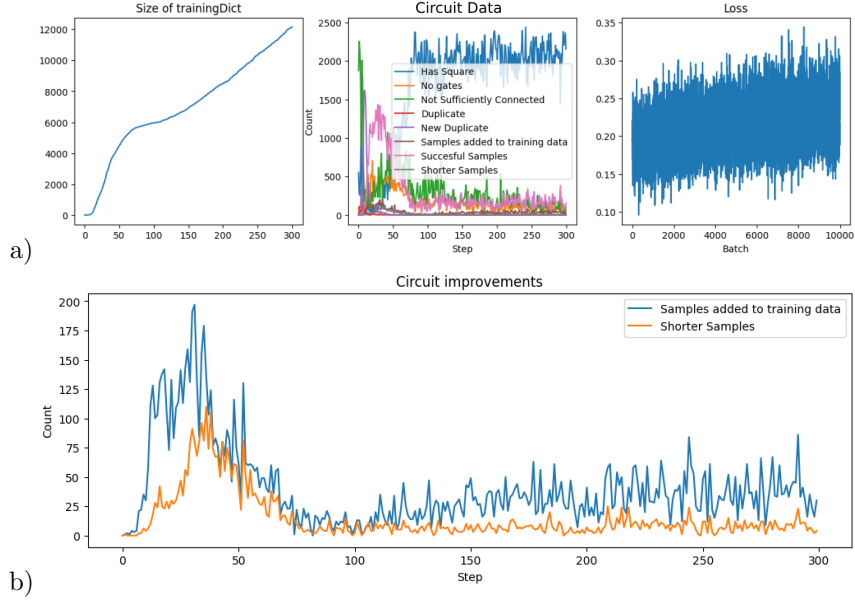 Size of trainingDict
12000
10000
8000
6000
4000
2000
0
0 50 100 150 200 250 300
Circuit Data
Count
2500
2000
1500
1000
500
0
Has Square
No gates
Not Sufficiently Connected
Duplicate
New Duplicate
Samples added to training data
Succesful Samples
Shorter Samples
0 50 100 150 200 250 300
Step
Loss
0.35
0.30
0.25
0.20
0.15
0.10
0 2000 4000 6000 8000 10000
Batch
a)
Circuit improvements
Count
200
175
150
125
100
75
50
25
0
Samples added to training data
Shorter Samples
0 50 100 150 200 250 300
Step
b)